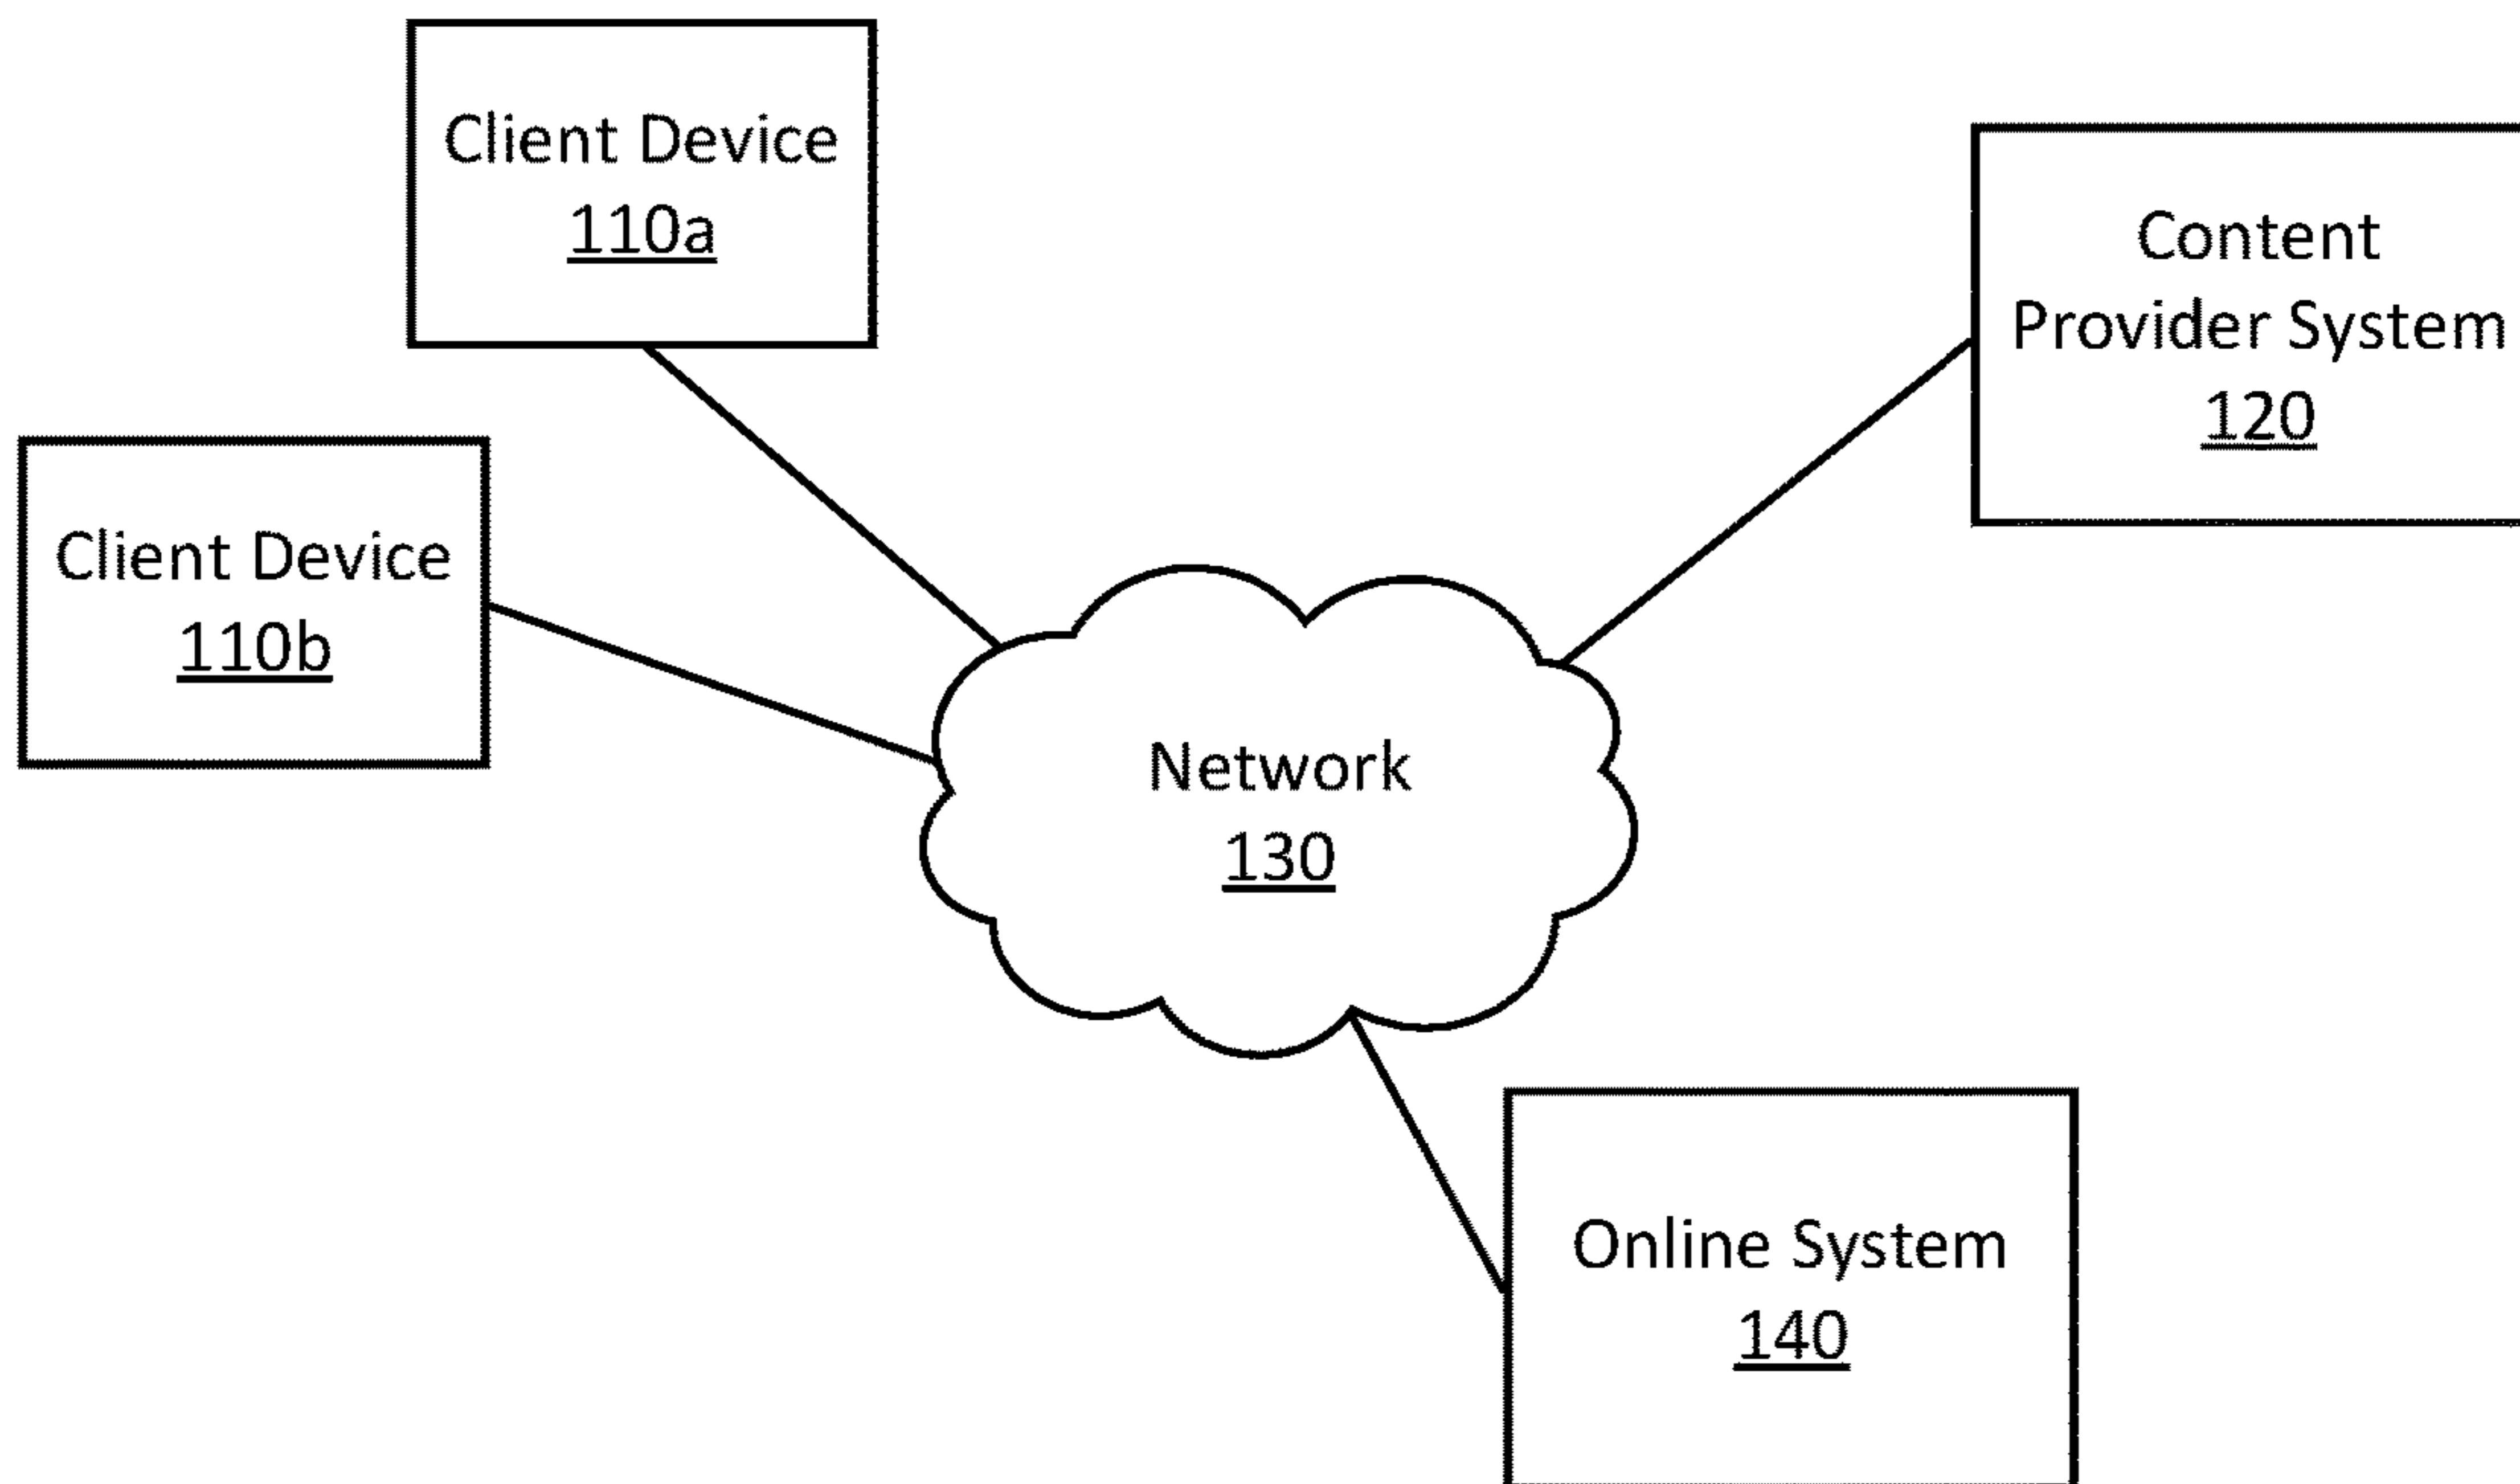 Client Device
110a
Content
Provider System
120
Client Device
110b
Network
130
Online System
140